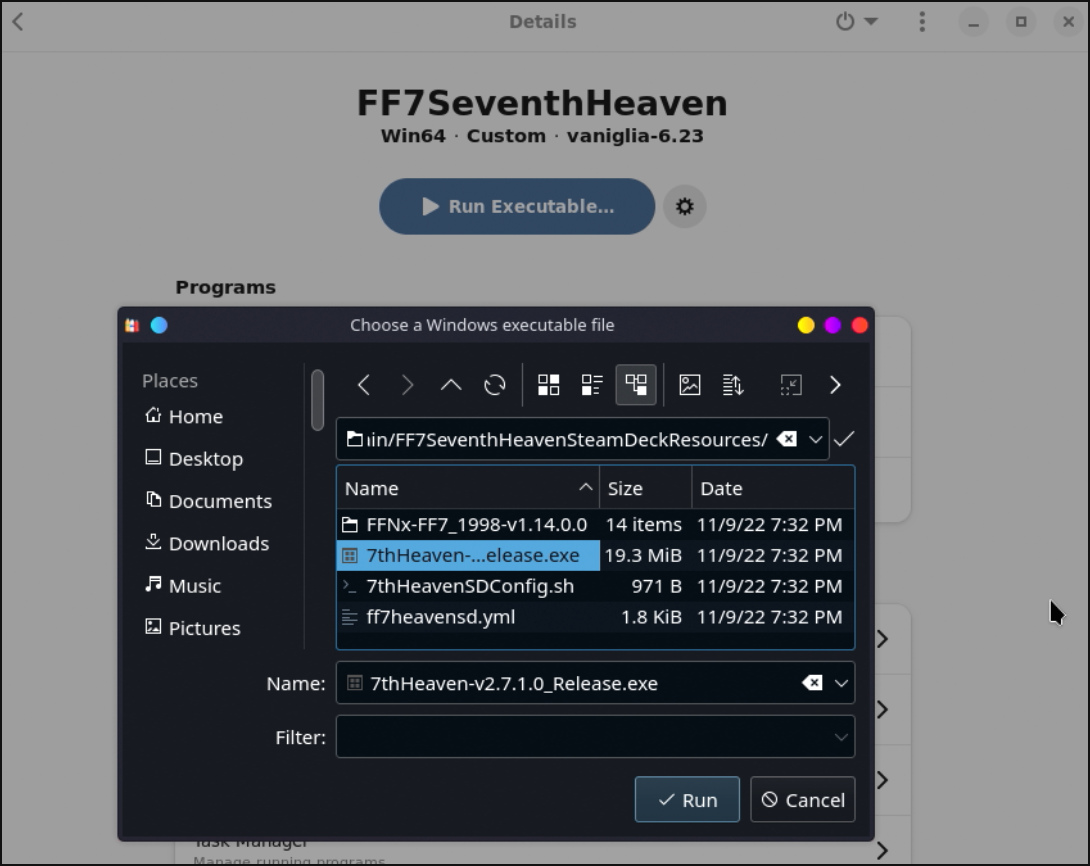 Details
FF7SeventhHeaven
Win64 · Custom · vaniglia-6.23
Run Executable...
Programs
Choose a Windows executable file
Places
Home
Desktop
Documents
Downloads
Music
Pictures
in/FF7SeventhHeavenSteamDeckResources/
Name Size Date
FFNx-FF7_1998-v1.14.0.0 14 items 11/9/22 7:32 PM
7thHeaven-...elease.exe 19.3 MiB 11/9/22 7:32 PM
7thHeavenSDConfig.sh 971 B 11/9/22 7:32 PM
ff7heavensd.yml 1.8 KiB 11/9/22 7:32 PM
Name: 7thHeaven-v2.7.1.0_Release.exe
Filter:
Run Cancel
Task Manager
Manage running programs